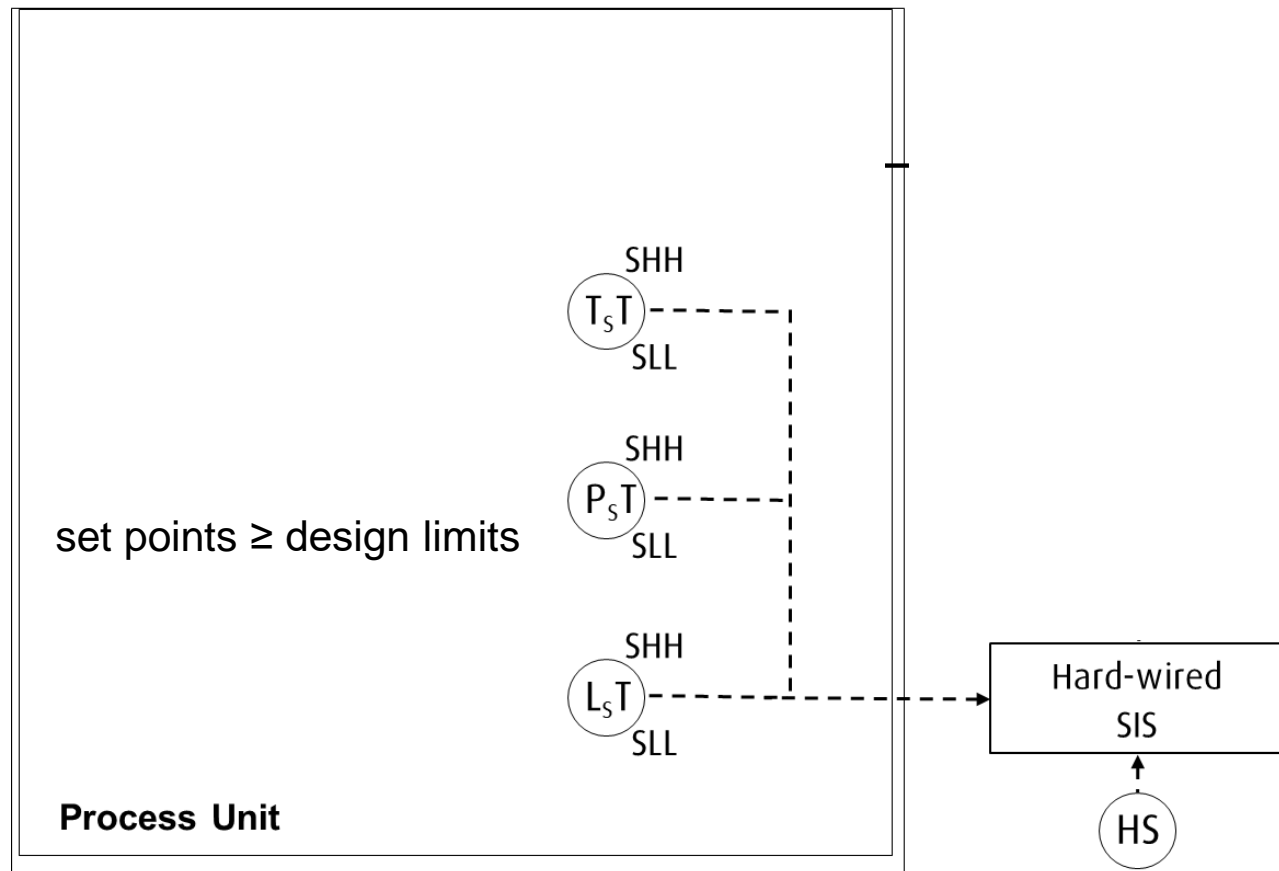 SHH
TₛT
SLL
SHH
PₛT
set points ≥ design limits
SLL
SHH
LₛT
SLL
Hard-wired
SIS
Process Unit
HS